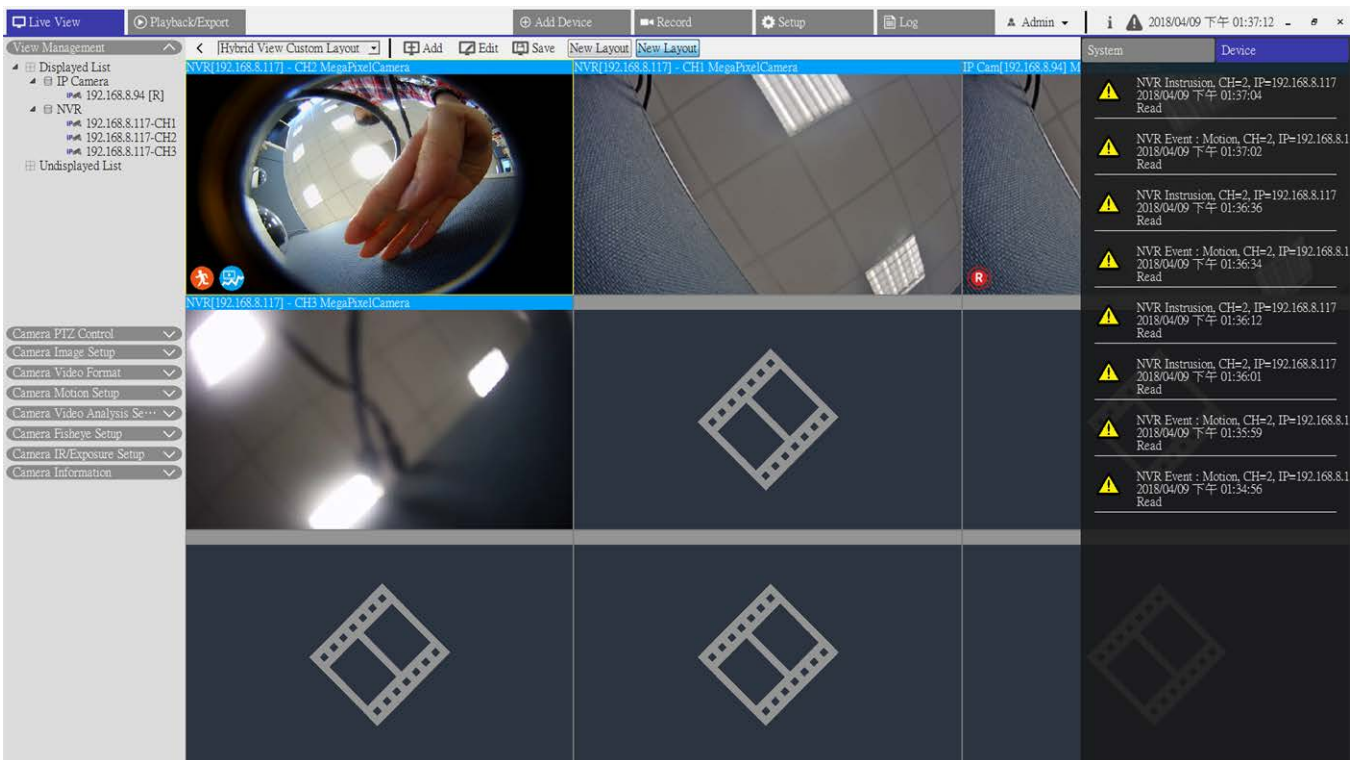 Live View
Playback/Export
Add Device
Record
Setup
Log
Admin
2018/04/09 下午 01:37:12
View Management
Hybrid View Custom Layout
Add
Edit
Save
New Layout
New Layout
System
Device
Displayed List
IP Camera
192.168.8.94 [R]
NVR
192.168.8.117-CH1
192.168.8.117-CH2
192.168.8.117-CH3
Undisplayed List
Camera PTZ Control
Camera Image Setup
Camera Video Format
Camera Motion Setup
Camera Video Analysis Se⋯
Camera Fisheye Setup
Camera IR/Exposure Setup
Camera Information
NVR[192.168.8.117] - CH2 MegaPixelCamera
NVR[192.168.8.117] - CH1 MegaPixelCamera
IP Cam[192.168.8.94] M
R
NVR[192.168.8.117] - CH3 MegaPixelCamera
NVR Instrusion, CH=2, IP=192.168.8.117
2018/04/09 下午 01:37:04
Read
NVR Event : Motion, CH=2, IP=192.168.8.1
2018/04/09 下午 01:37:02
Read
NVR Instrusion, CH=2, IP=192.168.8.117
2018/04/09 下午 01:36:36
Read
NVR Event : Motion, CH=2, IP=192.168.8.1
2018/04/09 下午 01:36:34
Read
NVR Instrusion, CH=2, IP=192.168.8.117
2018/04/09 下午 01:36:12
Read
NVR Instrusion, CH=2, IP=192.168.8.117
2018/04/09 下午 01:36:01
Read
NVR Event : Motion, CH=2, IP=192.168.8.1
2018/04/09 下午 01:35:59
Read
NVR Event : Motion, CH=2, IP=192.168.8.1
2018/04/09 下午 01:34:56
Read